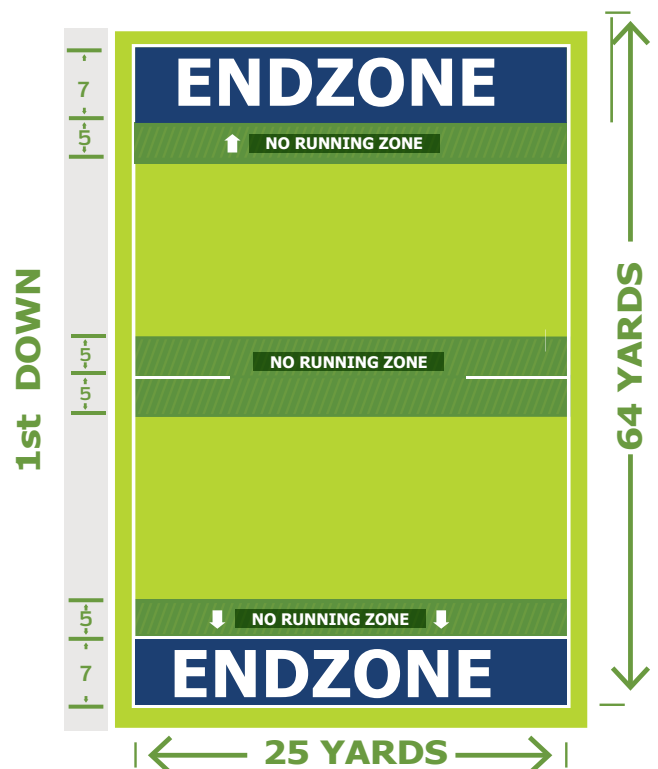 ENDZONE
7
NO RUNNING ZONE
5
1st DOWN
64 YARDS
5
NO RUNNING ZONE
5
5
NO RUNNING ZONE
7
ENDZONE
25 YARDS